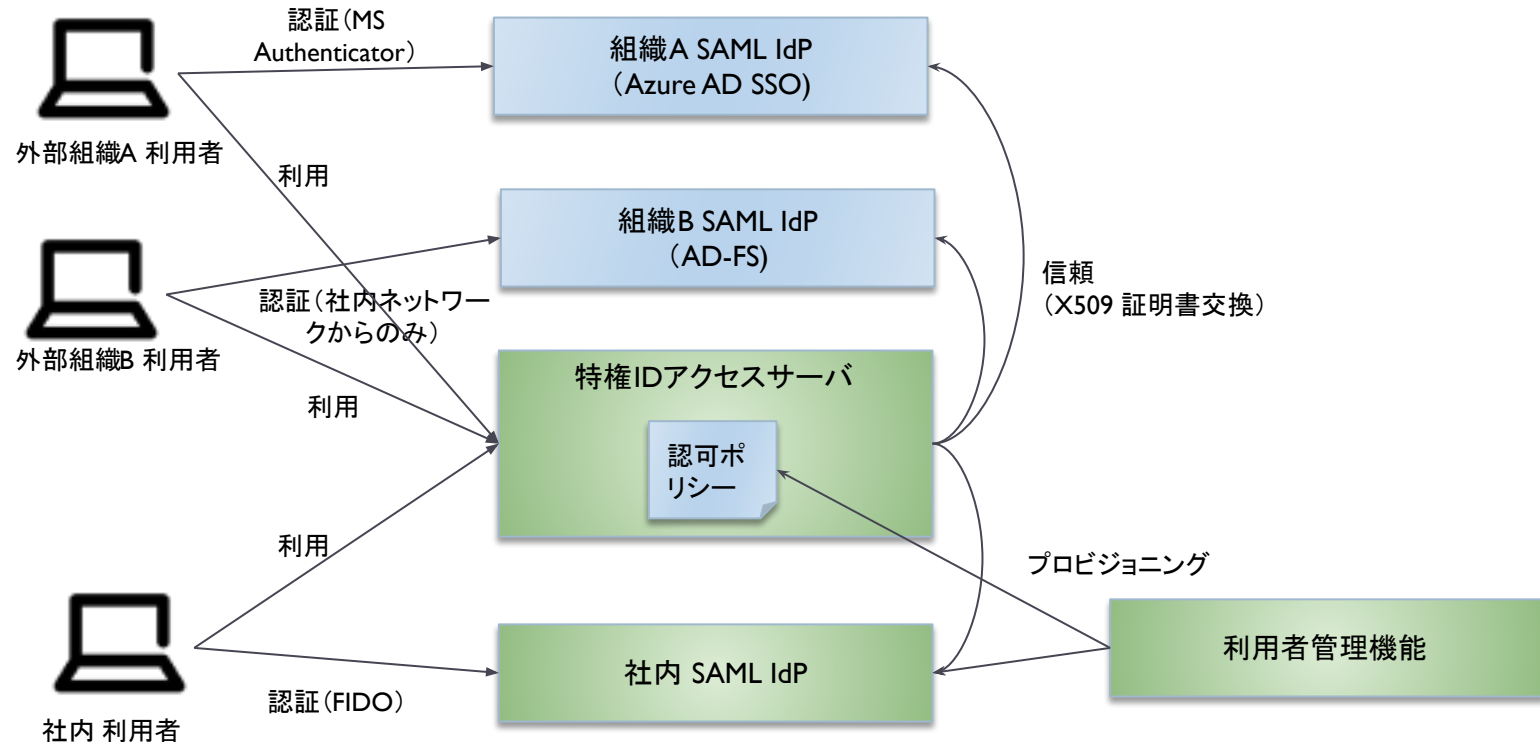 認証(MS
Authenticator)
組織A SAML IdP
(Azure AD SSO)
外部組織A 利用者
利用
組織B SAML IdP
(AD-FS)
信頼
(X509 証明書交換)
認証(社内ネットワー
クからのみ)
外部組織B 利用者
特権IDアクセスサーバ
利用
認可ポ
リシー
利用
プロビジョニング
利用者管理機能
社内 SAML IdP
認証(FIDO)
社内 利用者